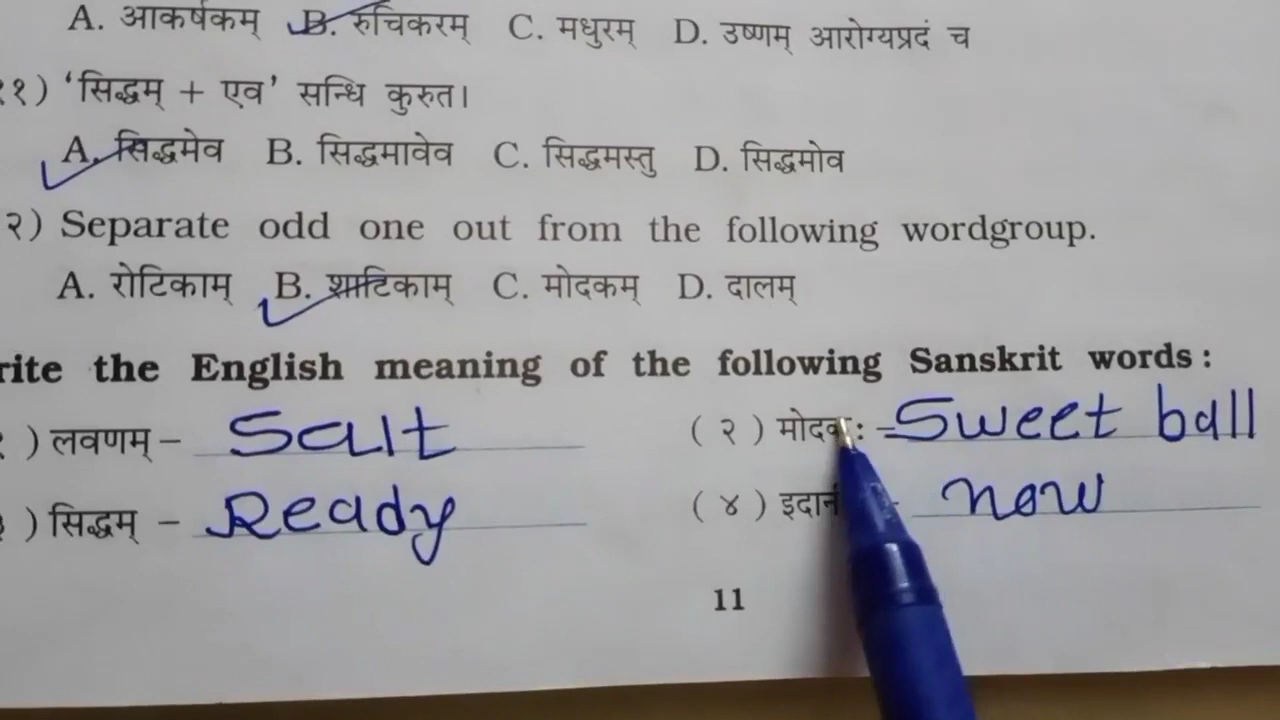 A. आकर्षकम् B. रुचिकरम् C. मधुरम् D. उष्णम् आरोग्यप्रदं च
१) 'सिद्धम् + एव' सन्धि कुरुत।
A. सिद्धमेव B. सिद्धमावेव C. सिद्धमस्तु D. सिद्धमोव
२) Separate odd one out from the following wordgroup.
A. रोटिकाम् B. शाटिकाम् C. मोदकम् D. दालम्
rite the English meaning of the following Sanskrit words :
) लवणम् – Salt ( २ ) मोदकः – Sweet ball
) सिद्धम् – Ready ( ४ ) – now
11